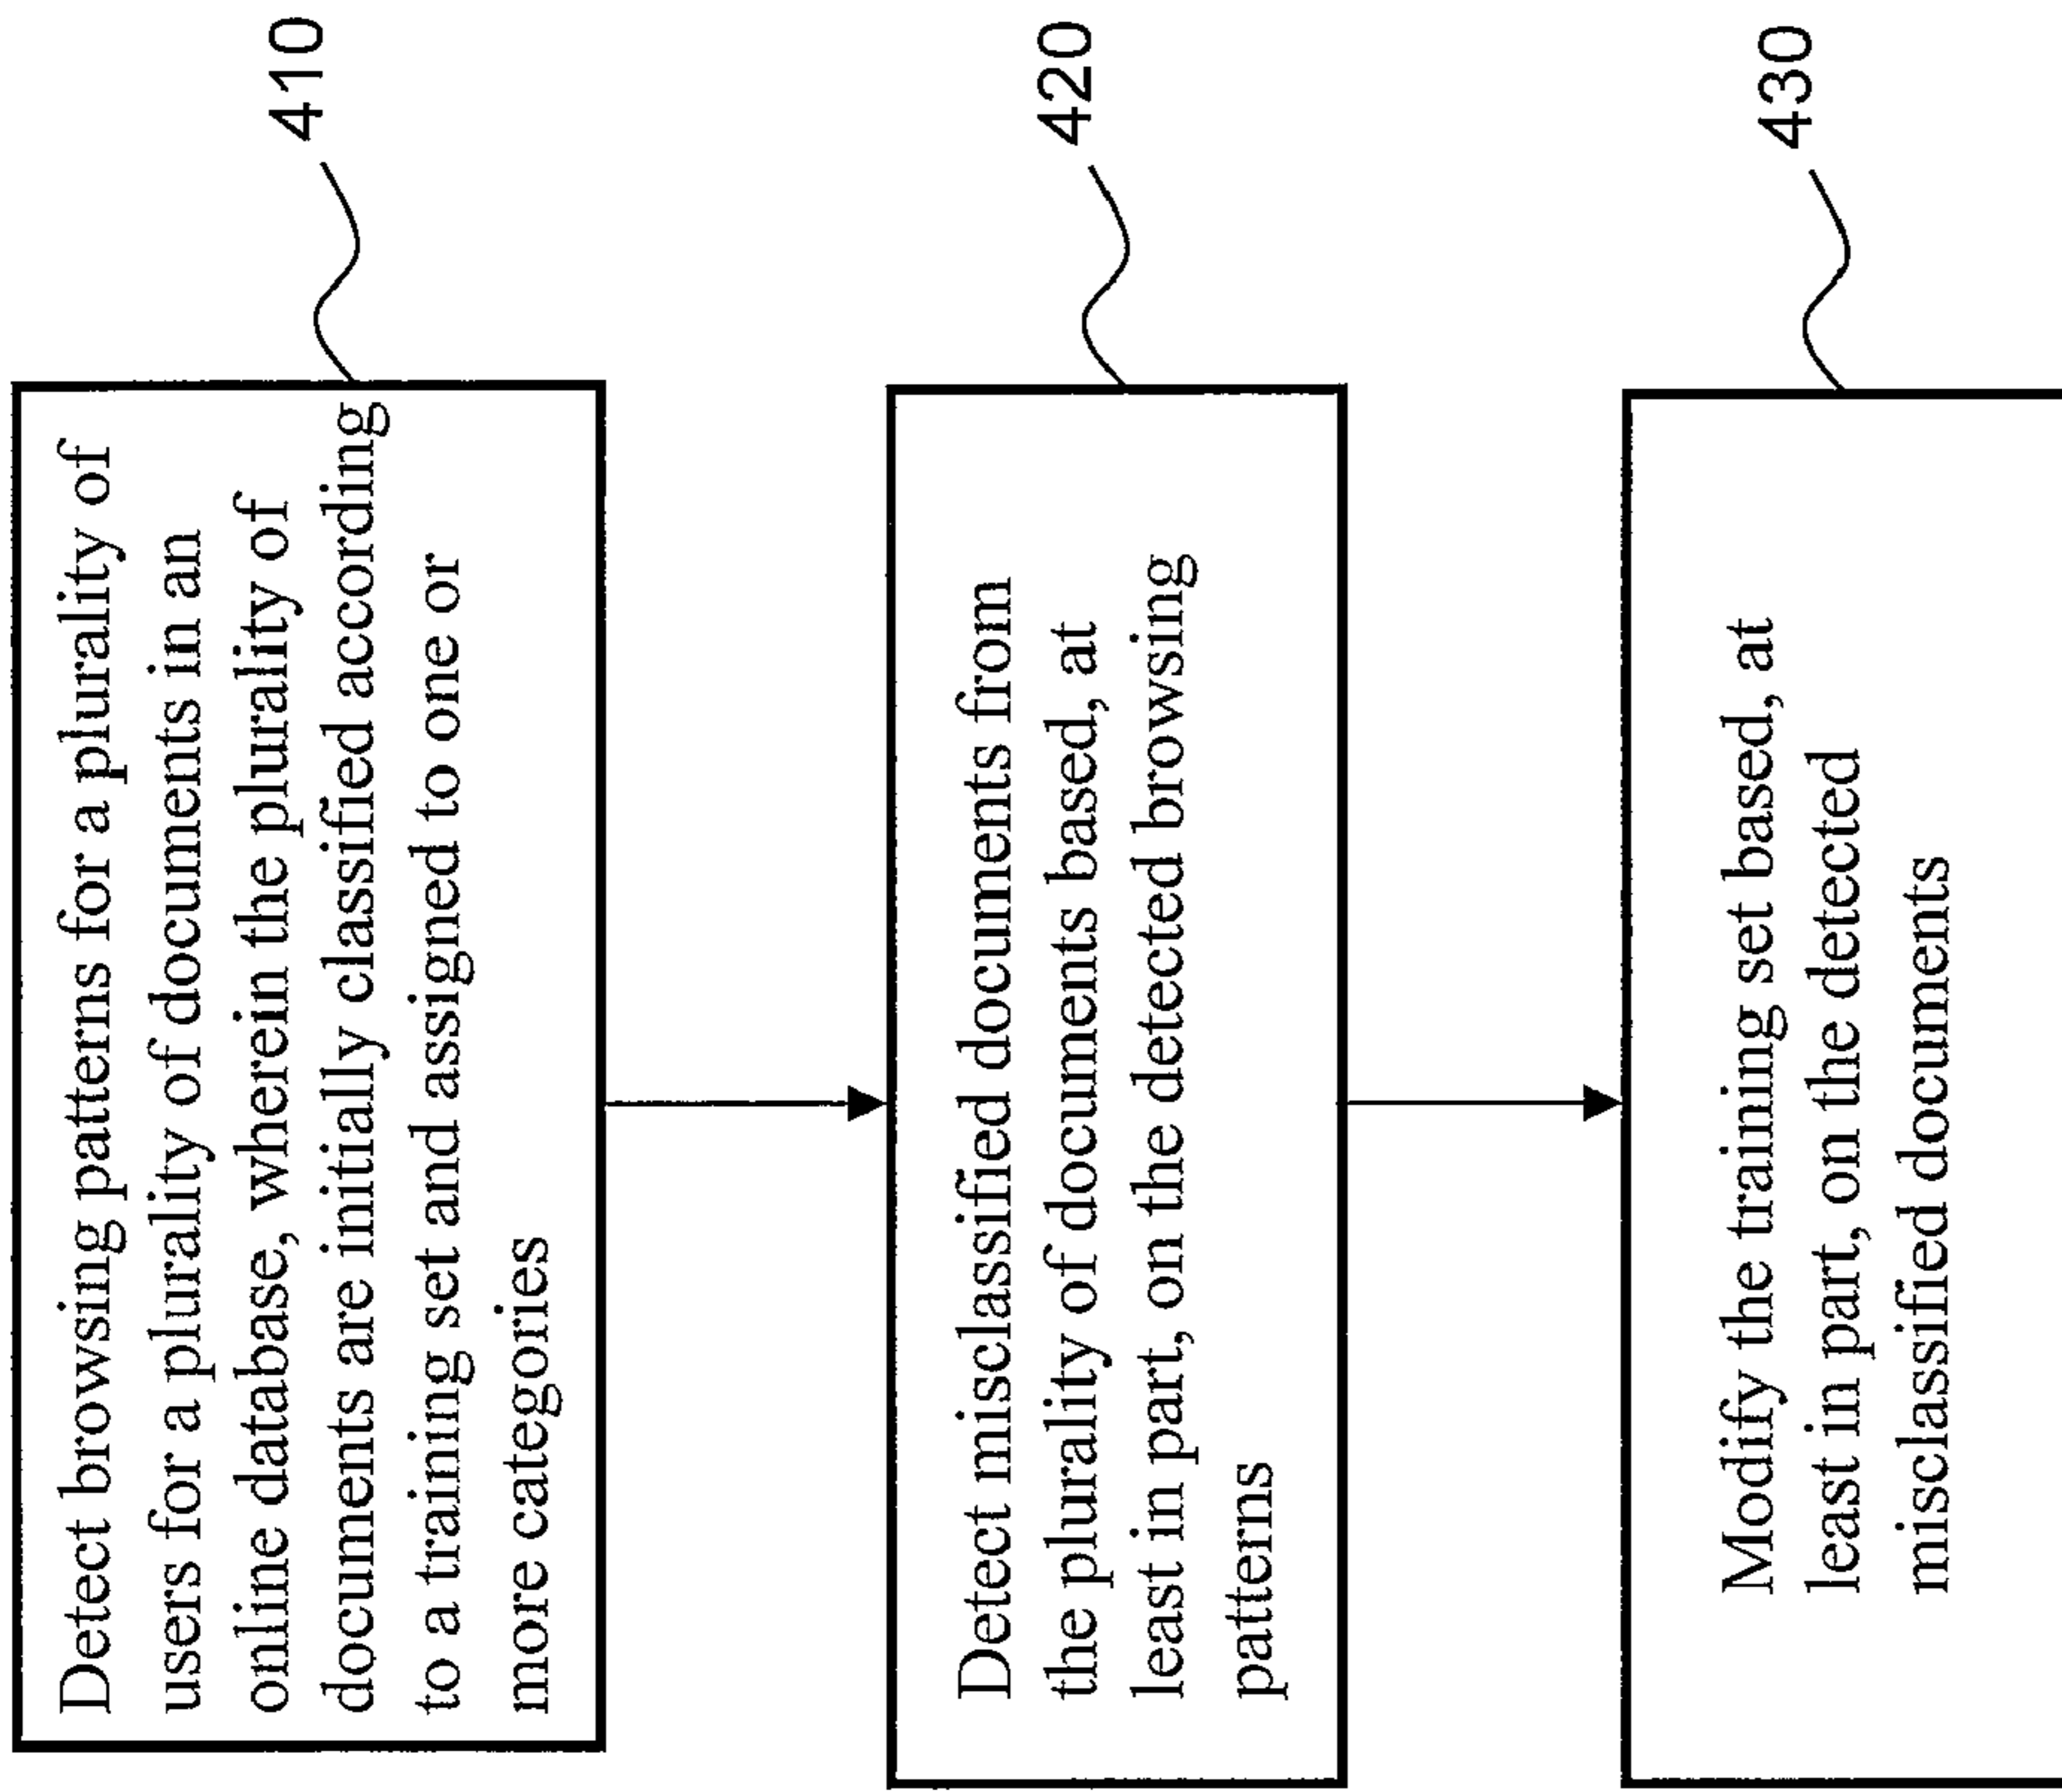 Detect browsing patterns for a plurality of
users for a plurality of documents in an
online database, wherein the plurality of
documents are initially classified according
to a training set and assigned to one or
more categories
410
Detect misclassified documents from
the plurality of documents based, at
least in part, on the detected browsing
patterns
420
Modify the training set based, at
least in part, on the detected
misclassified documents
430